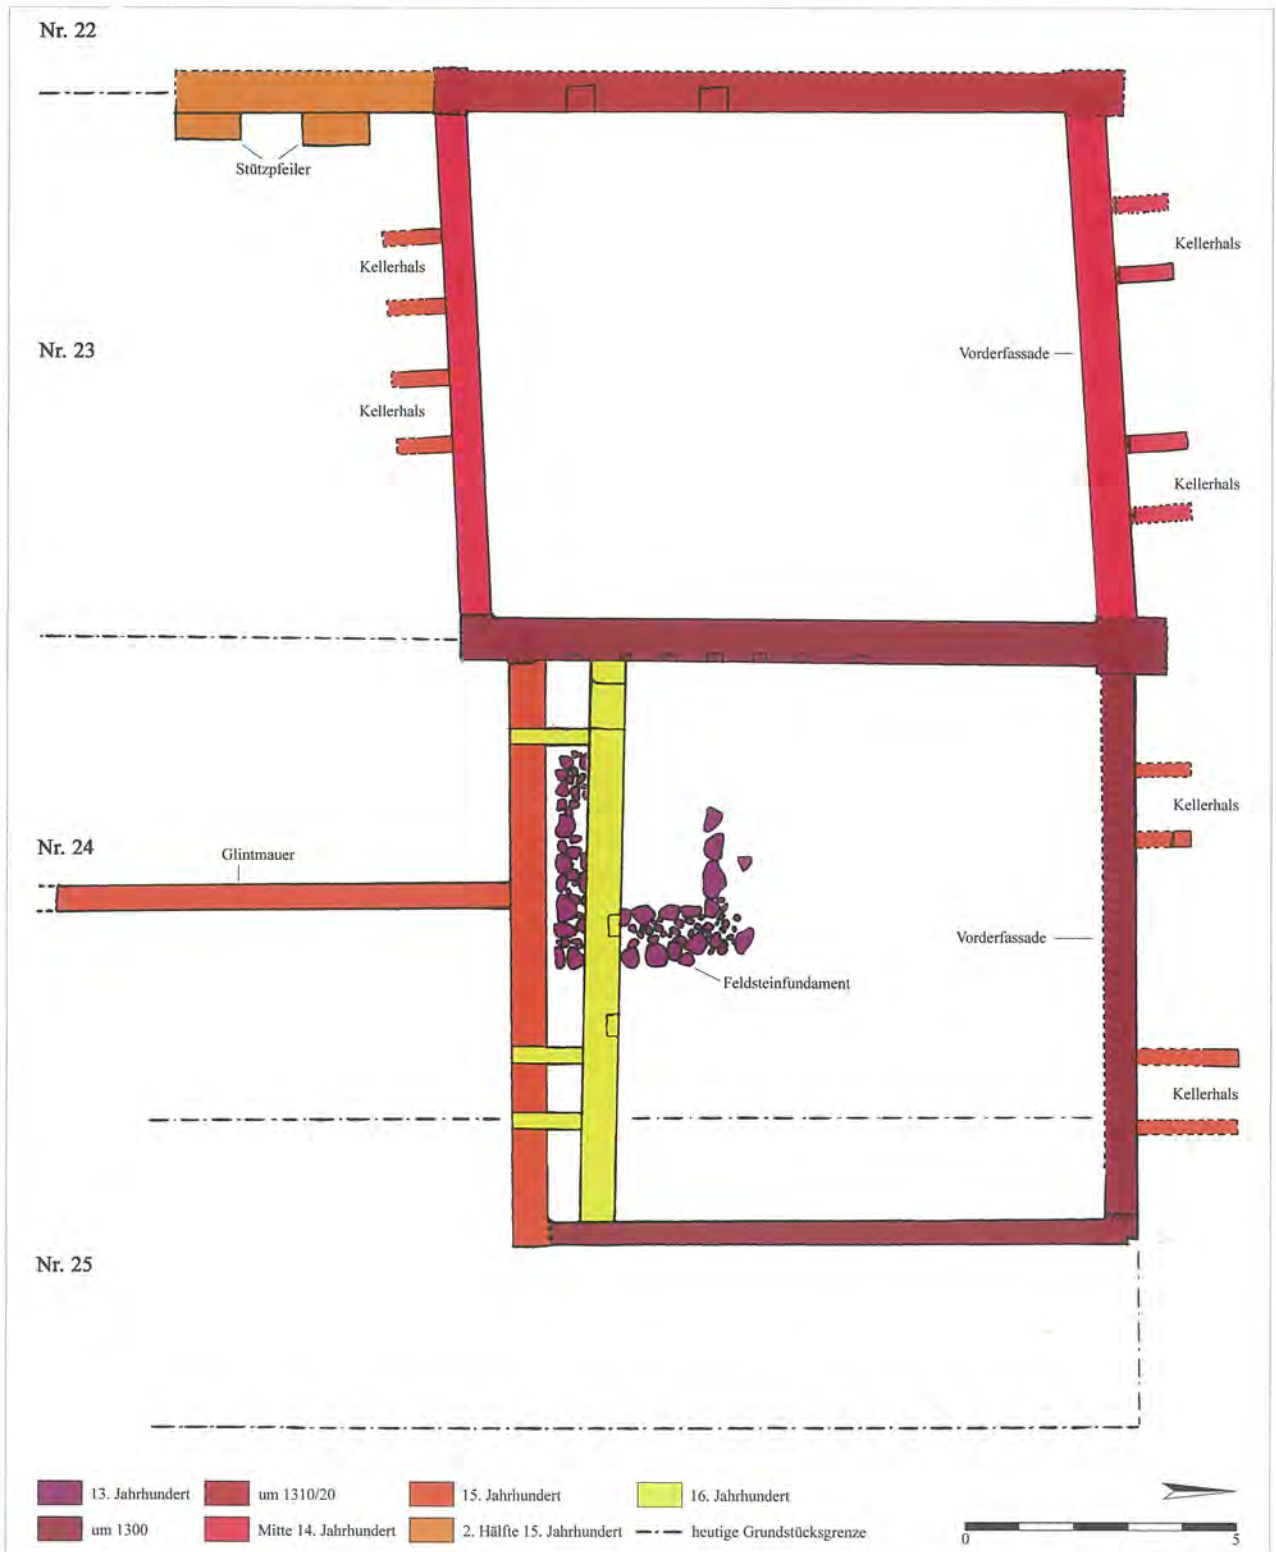 Nr. 22
Stützpfeiler
Kellerhals
Kellerhals
Nr. 23
Vorderfassade
Kellerhals
Kellerhals
Kellerhals
Nr. 24
Glintmauer
Vorderfassade
Feldsteinfundament
Kellerhals
Nr. 25
13. Jahrhundert
um 1310/20
15. Jahrhundert
16. Jahrhundert
um 1300
Mitte 14. Jahrhundert
2. Hälfte 15. Jahrhundert
heutige Grundstücksgrenze
0 5